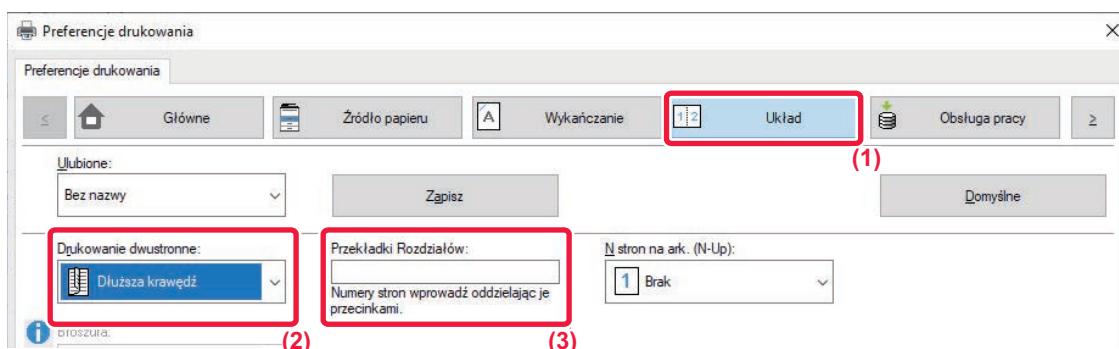 Preferencje drukowania
Preferencje drukowania
< Główne Źródło papieru A Wykańczanie 1 2 Układ Obsługa pracy >
(1)
Ulubione:
Bez nazwy Zapisz Domyślne
Drukowanie dwustronne: Przekładki Rozdziałów: N stron na ark. (N-Up):
Dłuższa krawędź 1 Brak
Numery stron wprowadź oddzielając je
przecinkami.
Broszura:
(2) (3)